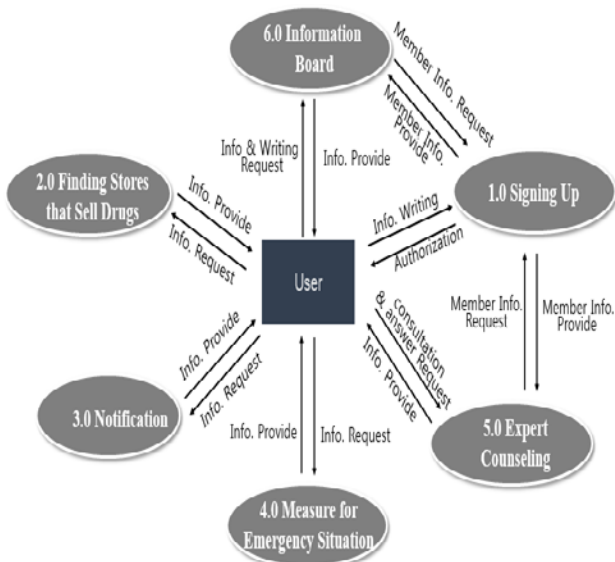 6.0 Information
Board
Member Info. Request
Member Info.
Provide
Info & Writing
Request
Info. Provide
2.0 Finding Stores
that Sell Drugs
Info. Provide
Info. Request
1.0 Signing Up
Info. Writing
Authorization
User
Member Info.
Request
Member Info.
Provide
consultation
& answer Request
Info. Provide
Info. Provide
Info. Request
3.0 Notification
Info. Provide
Info. Request
5.0 Expert
Counseling
4.0 Measure for
Emergency Situation